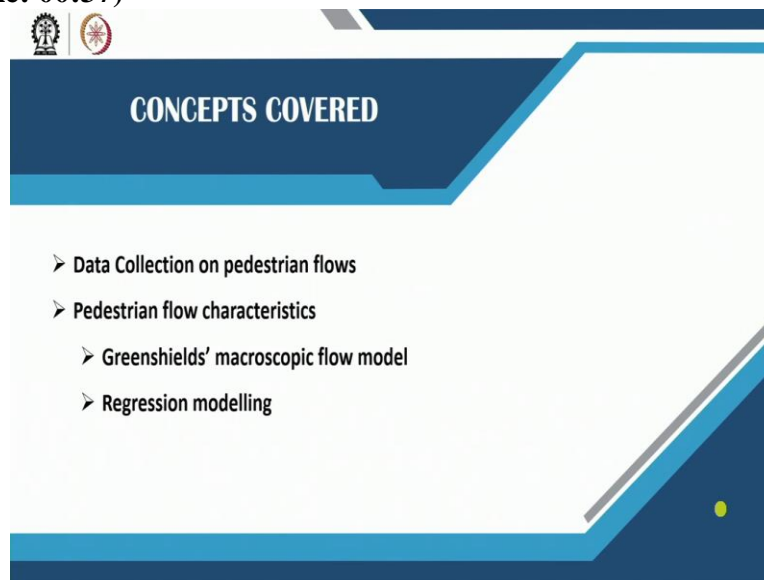 CONCEPTS COVERED
➢ Data Collection on pedestrian flows
➢ Pedestrian flow characteristics
➢ Greenshields’ macroscopic flow model
➢ Regression modelling